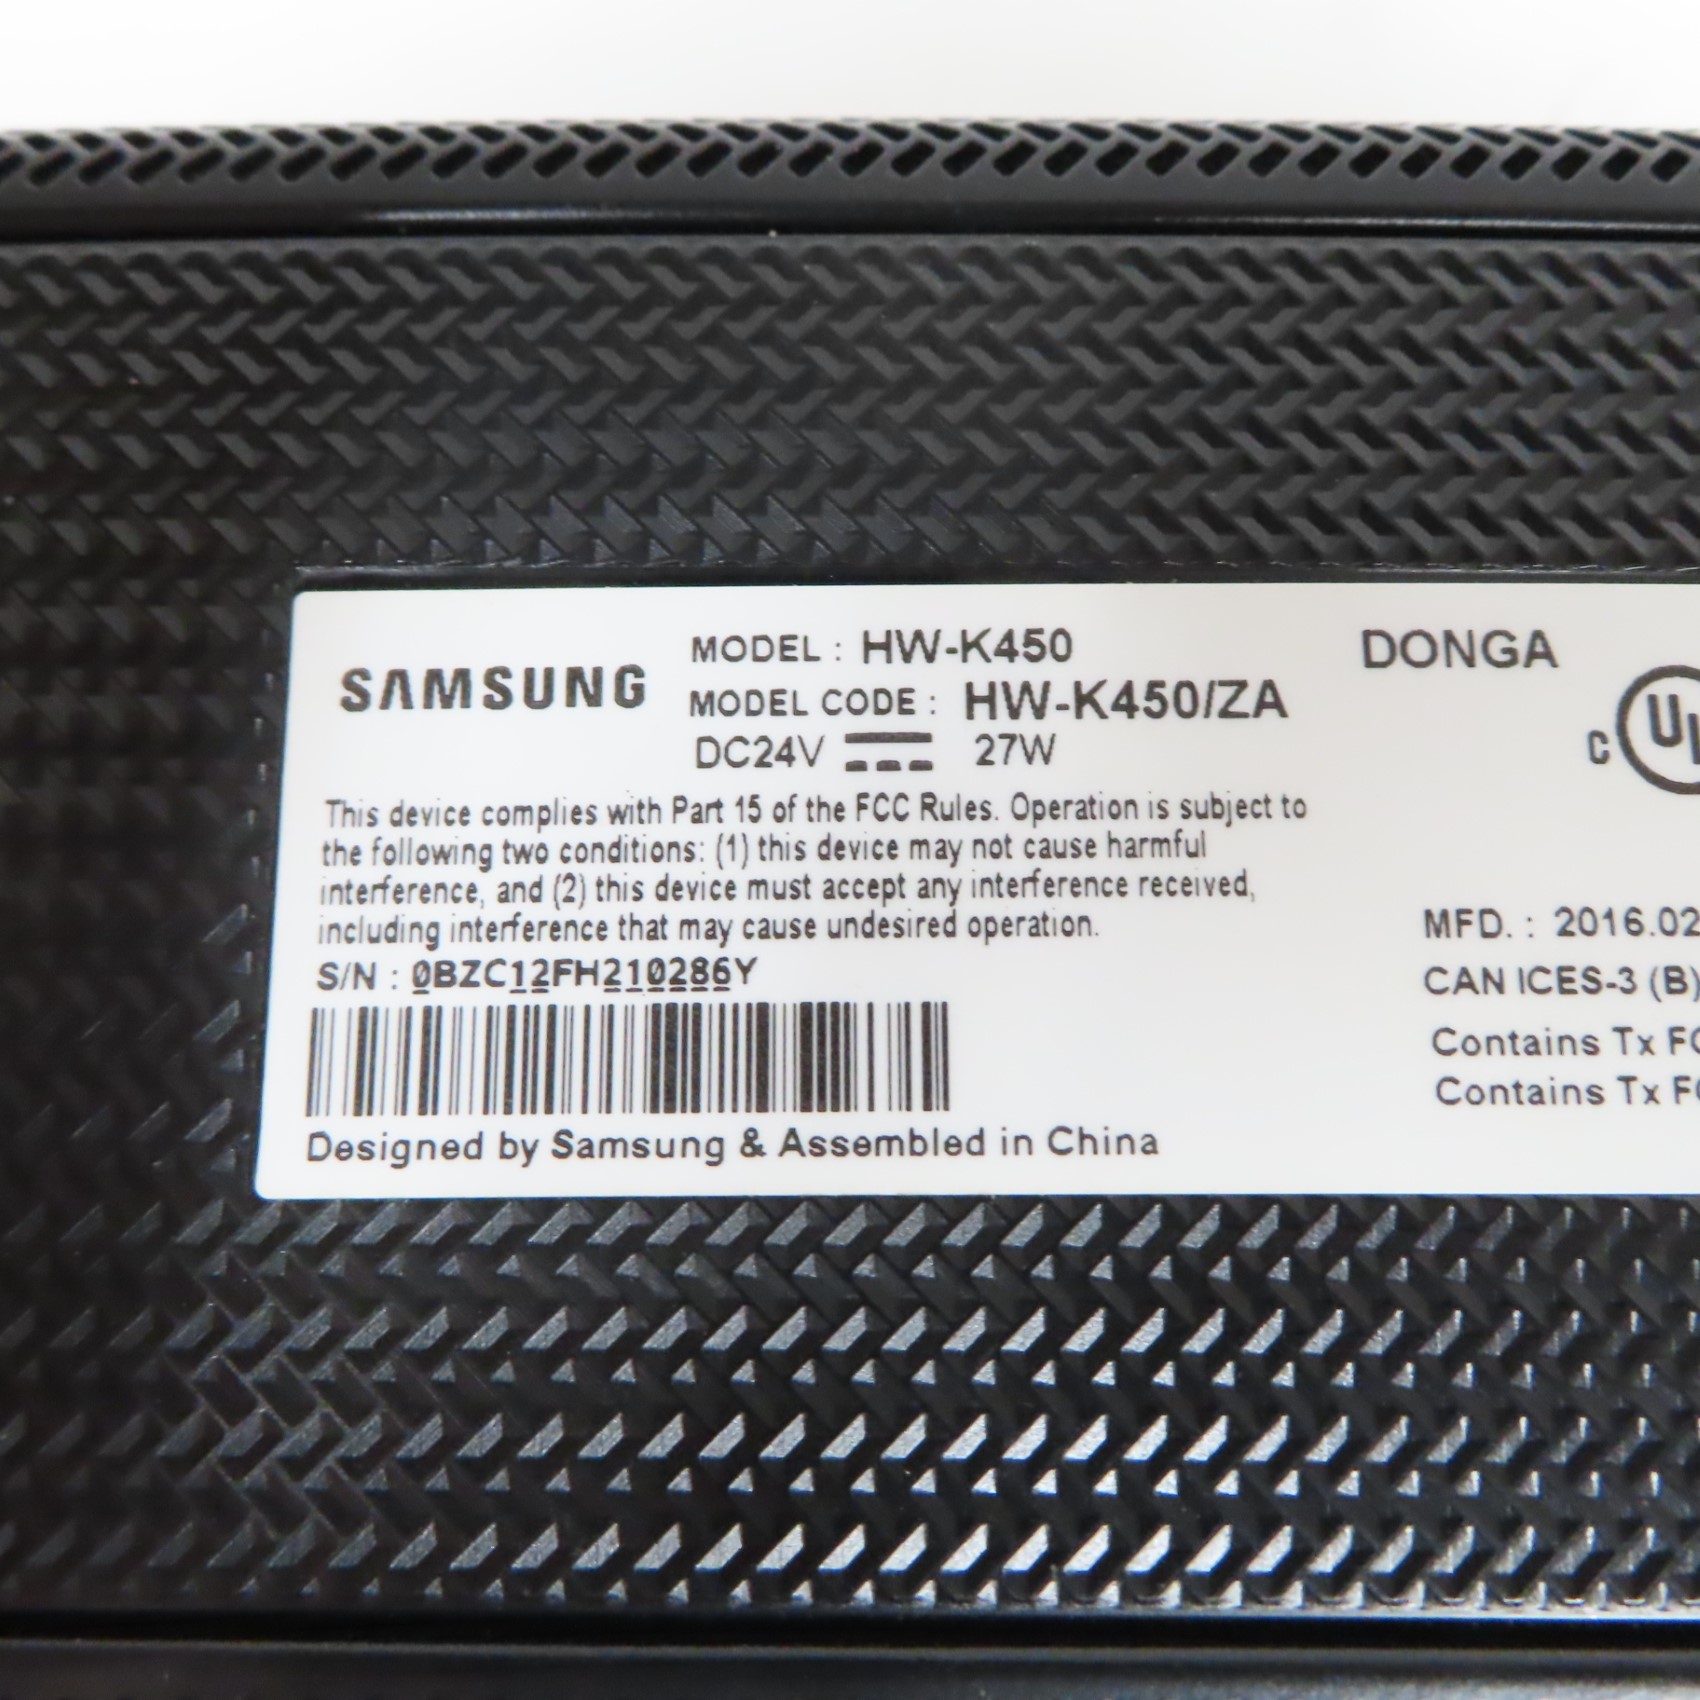 SAMSUNG
MODEL : HW-K450
MODEL CODE : HW-K450/ZA
DC24V 27W
DONGA
C UL
This device complies with Part 15 of the FCC Rules. Operation is subject to
the following two conditions: (1) this device may not cause harmful
interference, and (2) this device must accept any interference received,
including interference that may cause undesired operation.
S/N : 0BZC12FH210286Y
Designed by Samsung & Assembled in China
MFD. : 2016.02
CAN ICES-3 (B)
Contains Tx
Contains Tx